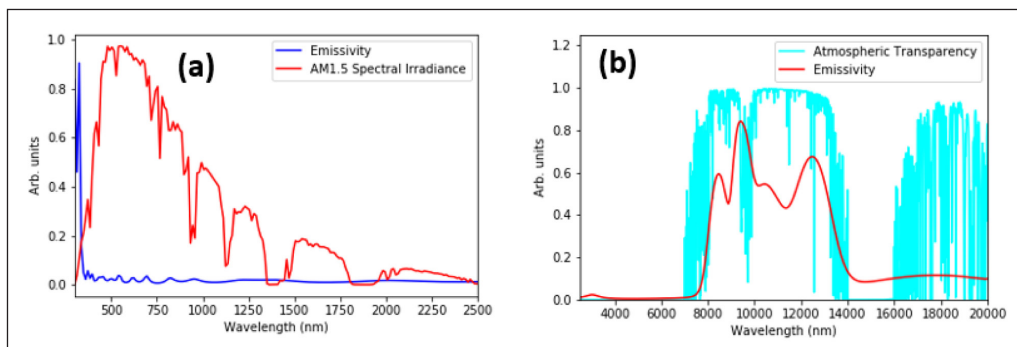 (a)
Emissivity
AM1.5 Spectral Irradiance
Arb. units
1.0
0.8
0.6
0.4
0.2
0.0
500 750 1000 1250 1500 1750 2000 2250 2500
Wavelength (nm)
(b)
Atmospheric Transparency
Emissivity
Arb. units
1.2
1.0
0.8
0.6
0.4
0.2
0.0
4000 6000 8000 10000 12000 14000 16000 18000 20000
Wavelength (nm)